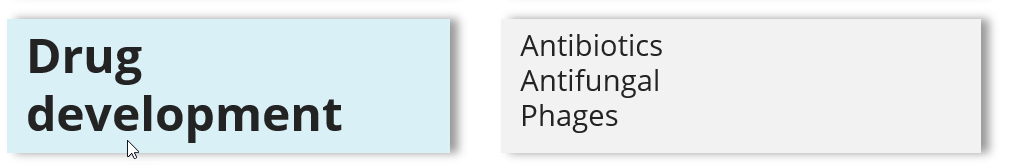 Drug
development
Antibiotics
Antifungal
Phages